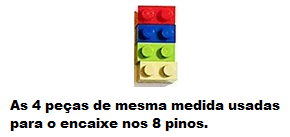 As 4 peças de mesma medida usadas
para o encaixe nos 8 pinos.